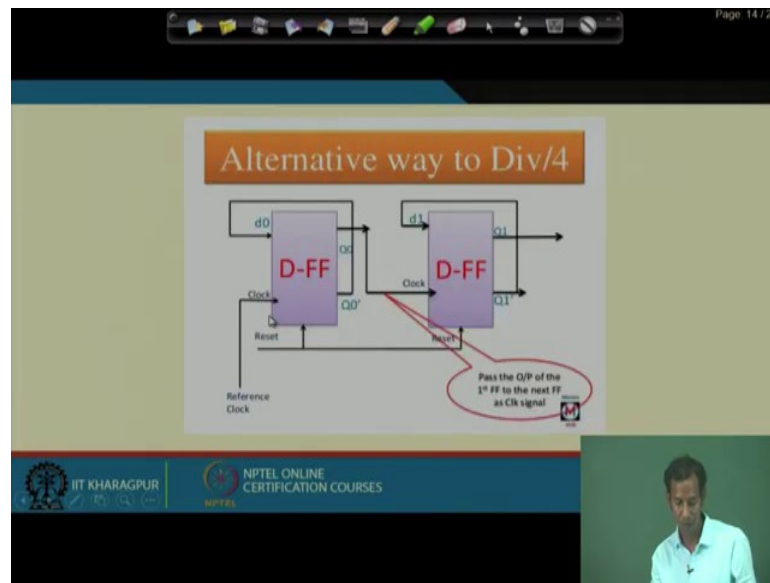 Page: 14 / 2
Alternative way to Div/4
d0
D-FF
Q0
Clock
Q0'
Reset
Reference
Clock
d1
D-FF
Q1
Clock
Q1'
Reset
Pass the O/P of the
1st FF to the next FF
as Clk signal
IIT KHARAGPUR
NPTEL
NPTEL ONLINE
CERTIFICATION COURSES